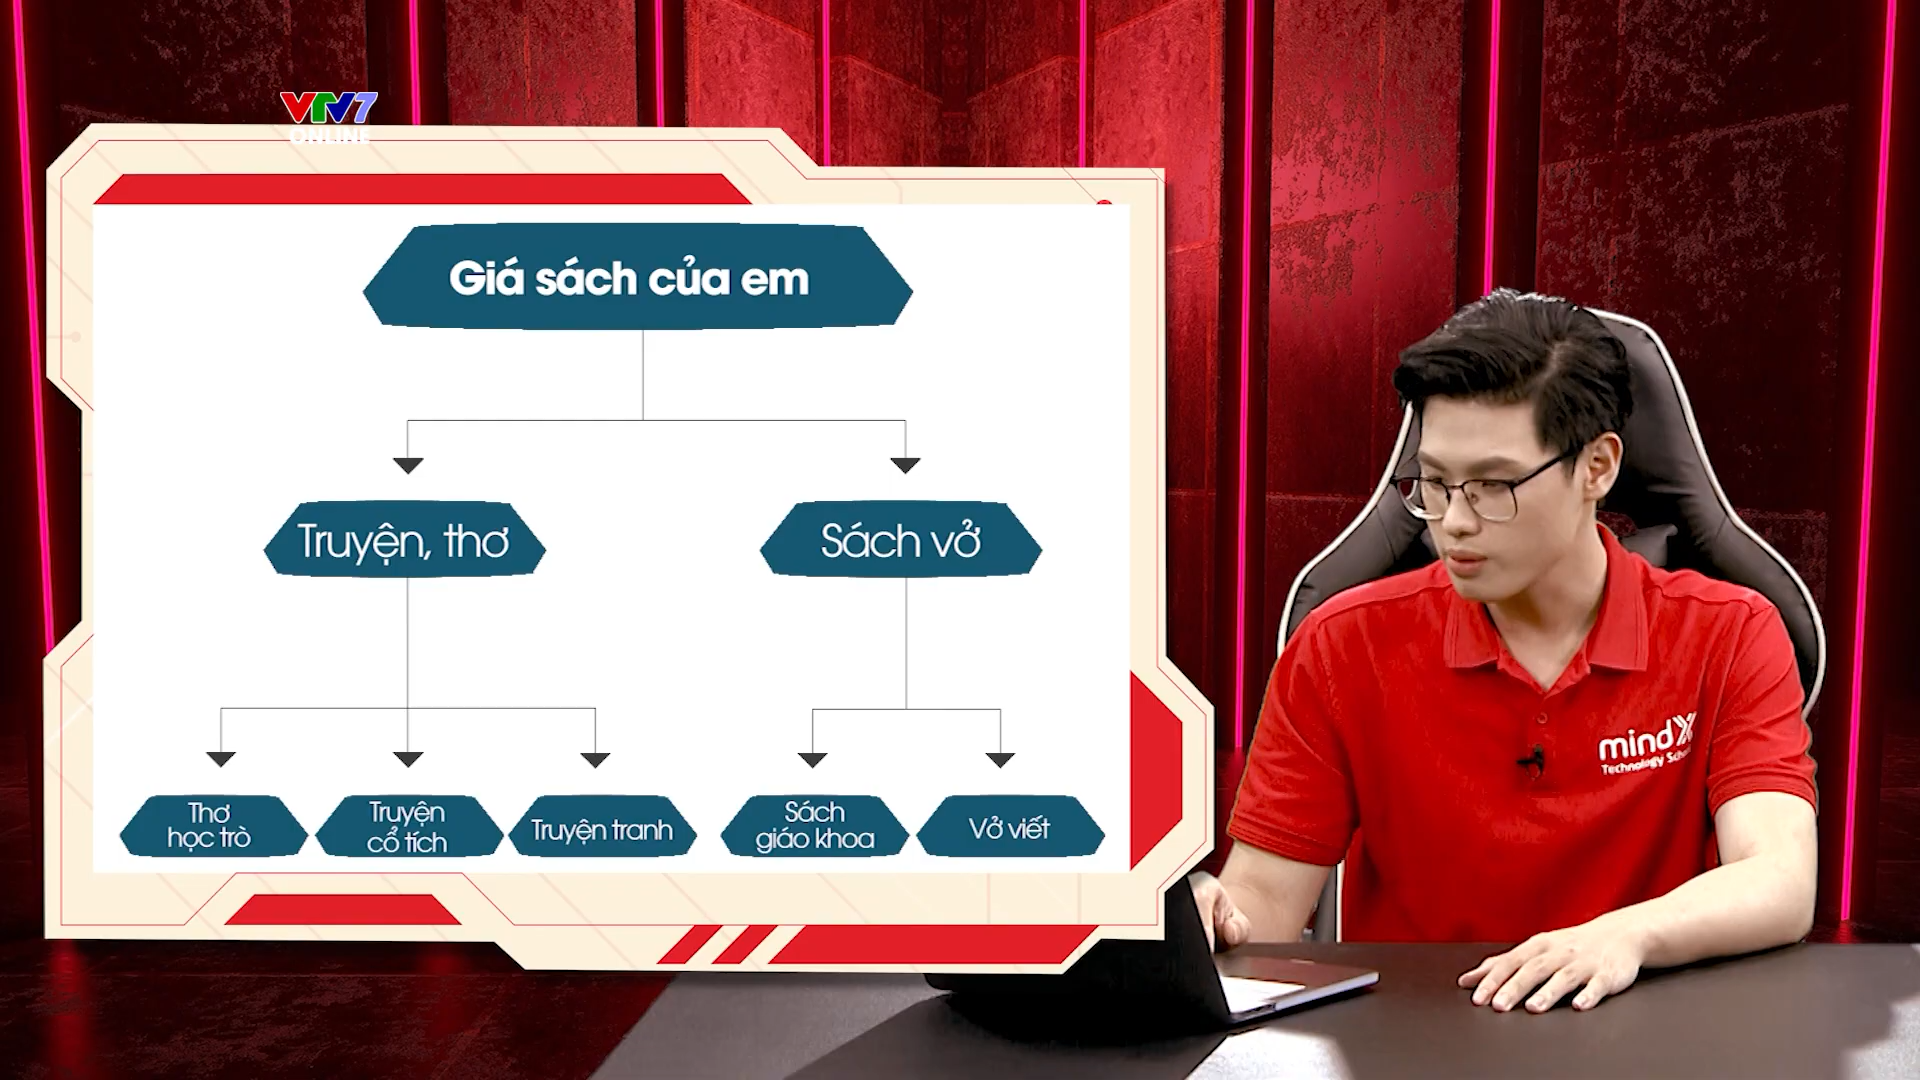 VTV7
ONLINE
Giá sách của em
Truyện, thơ
Sách vở
Thơ
học trò
Truyện
cổ tích
Truyện tranh
Sách
giáo khoa
Vở viết
mindX
Technology